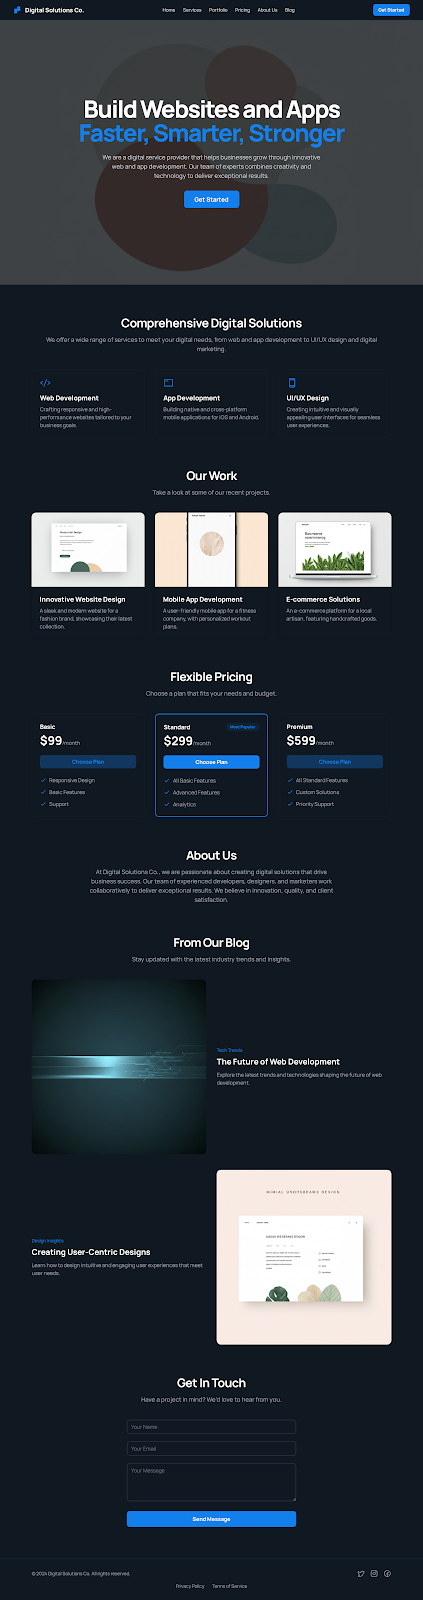 Digital Solutions Co.
Home Services Portfolio Pricing About Us Blog
Get Started
Build Websites and Apps
Faster, Smarter, Stronger
We are a digital service provider that helps businesses grow through innovative
web and app development. Our team of experts combines creativity and
technology to deliver exceptional results.
Get Started
Comprehensive Digital Solutions
We offer a wide range of services to meet your digital needs, from web and app development to UI/UX design and digital
marketing.
Web Development
Crafting responsive and high-
performance websites tailored to your
business goals.
App Development
Building native and cross-platform
mobile applications for iOS and Android.
UI/UX Design
Creating intuitive and visually
appealing user interfaces for seamless
user experiences.
Our Work
Take a look at some of our recent projects.
Innovative Website Design
A sleek and modern website for a
fashion brand, showcasing their latest
collection.
Mobile App Development
A user-friendly mobile app for a fitness
company, with personalized workout
plans.
E-commerce Solutions
An e-commerce platform for a local
artisan, featuring handcrafted goods.
Flexible Pricing
Choose a plan that fits your needs and budget.
Basic
$99/month
Choose Plan
Responsive Design
Basic Features
Support
Standard
Most Popular
$299/month
Choose Plan
All Basic Features
Advanced Features
Analytics
Premium
$599/month
Choose Plan
All Standard Features
Custom Solutions
Priority Support
About Us
At Digital Solutions Co., we are passionate about creating digital solutions that drive
business success. Our team of experienced developers, designers, and marketers work
collaboratively to deliver exceptional results. We believe in innovation, quality, and client
satisfaction.
From Our Blog
Stay updated with the latest industry trends and insights.
Tech Trends
The Future of Web Development
Explore the latest trends and technologies shaping the future of web
development.
Design Insights
Creating User-Centric Designs
Learn how to design intuitive and engaging user experiences that meet
user needs.
Get In Touch
Have a project in mind? We'd love to hear from you.
Your Name
Your Email
Your Message
Send Message
© 2024 Digital Solutions Co. All rights reserved.
Privacy Policy Terms of Service